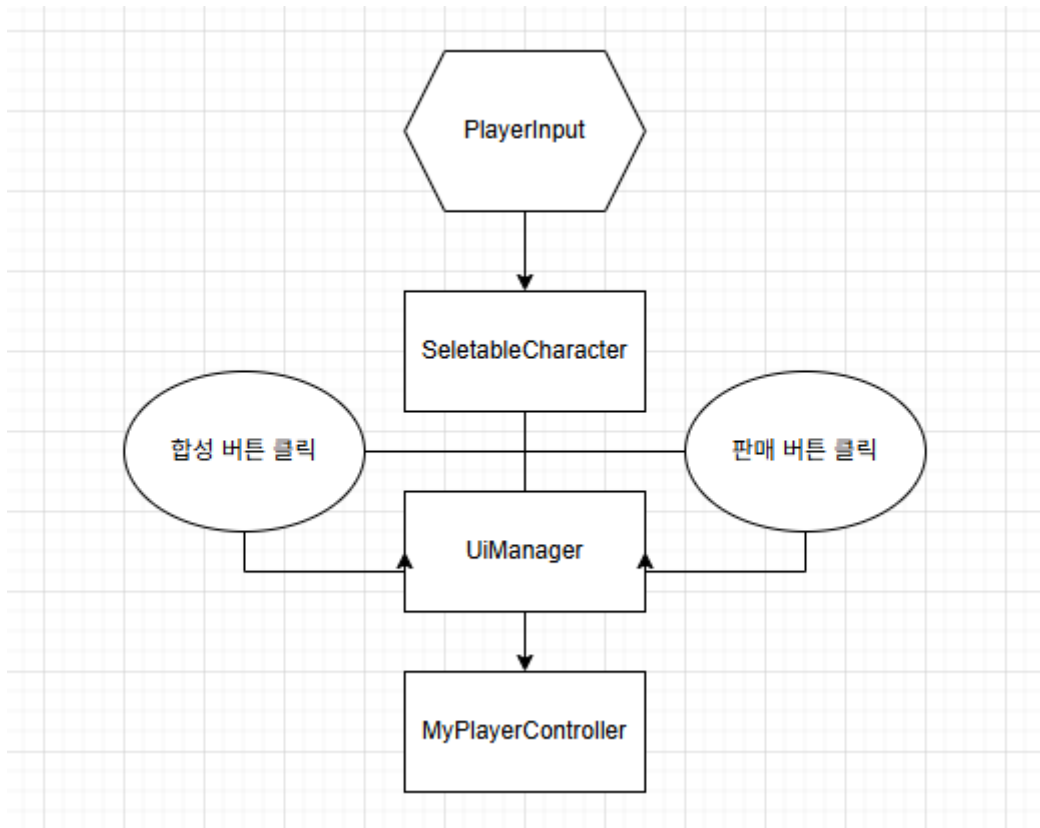 PlayerInput
SeletableCharacter
합성 버튼 클릭
판매 버튼 클릭
UiManager
MyPlayerController